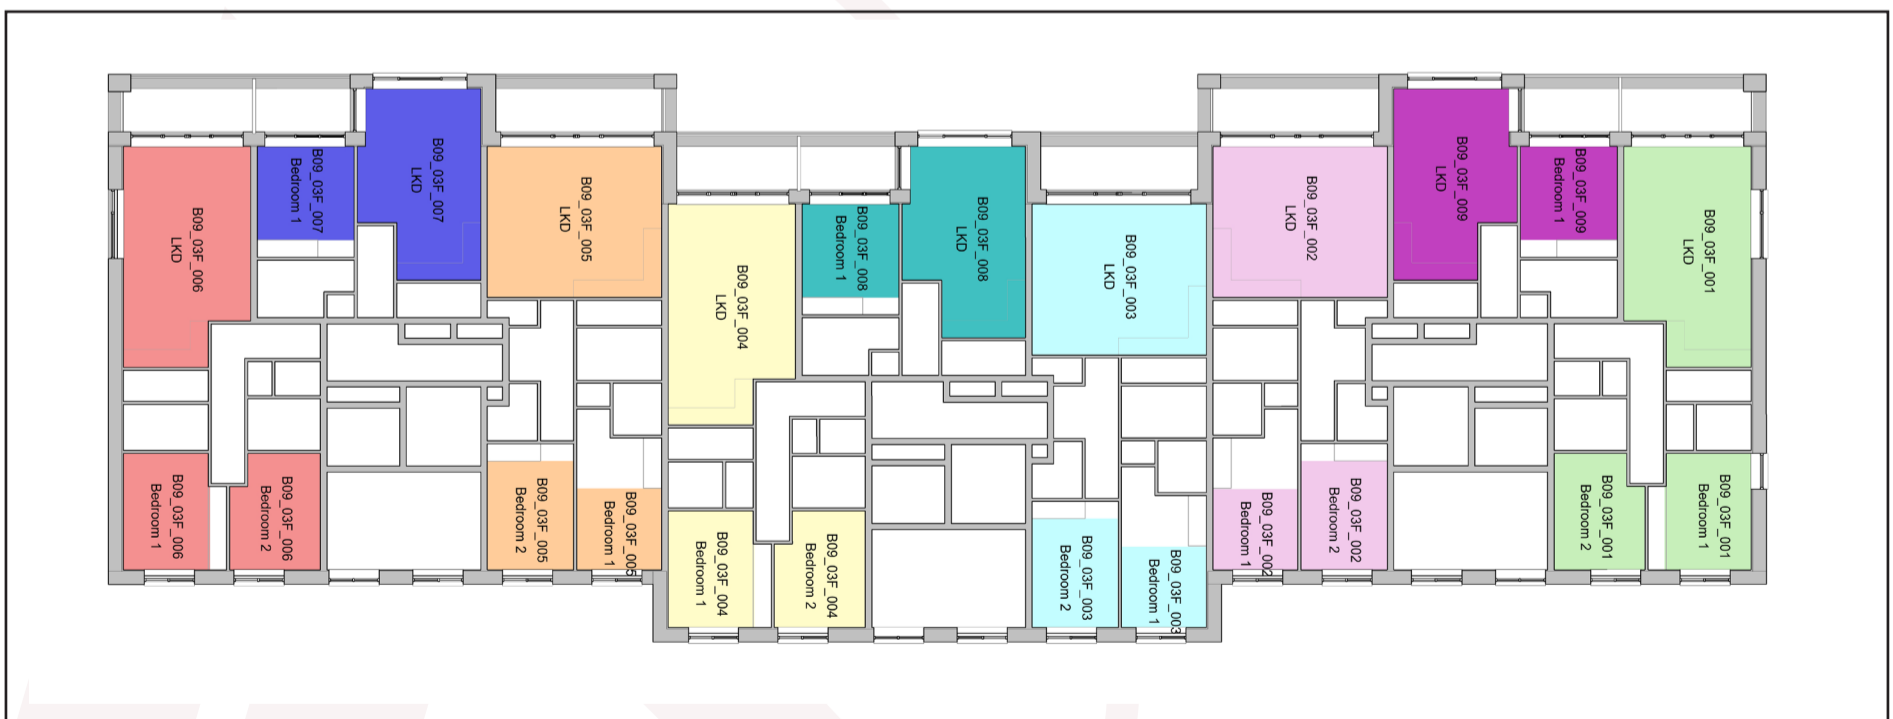 B09_03F_006
LKD
B09_03F_007
Bedroom 1
B09_03F_007
LKD
B09_03F_005
LKD
B09_03F_004
LKD
B09_03F_008
Bedroom 1
B09_03F_008
LKD
B09_03F_003
LKD
B09_03F_002
LKD
B09_03F_009
LKD
B09_03F_009
Bedroom 1
B09_03F_001
LKD
B09_03F_006
Bedroom 1
B09_03F_006
Bedroom 2
B09_03F_005
Bedroom 2
B09_03F_005
Bedroom 1
B09_03F_004
Bedroom 1
B09_03F_004
Bedroom 2
B09_03F_003
Bedroom 2
B09_03F_003
Bedroom 1
B09_03F_002
Bedroom 1
B09_03F_002
Bedroom 2
B09_03F_001
Bedroom 2
B09_03F_001
Bedroom 1